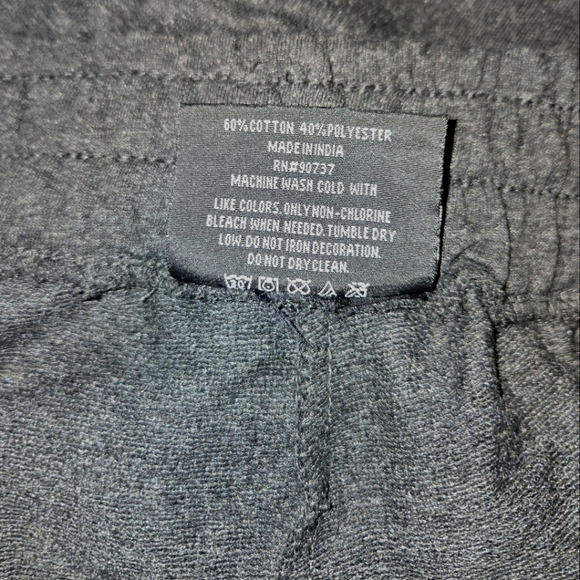 60%COTTON 40%POLYESTER
MADE IN INDIA
RN#90737
MACHINE WASH COLD WITH
LIKE COLORS. ONLY NON-CHLORINE
BLEACH WHEN NEEDED. TUMBLE DRY
LOW. DO NOT IRON DECORATION.
DO NOT DRY CLEAN.